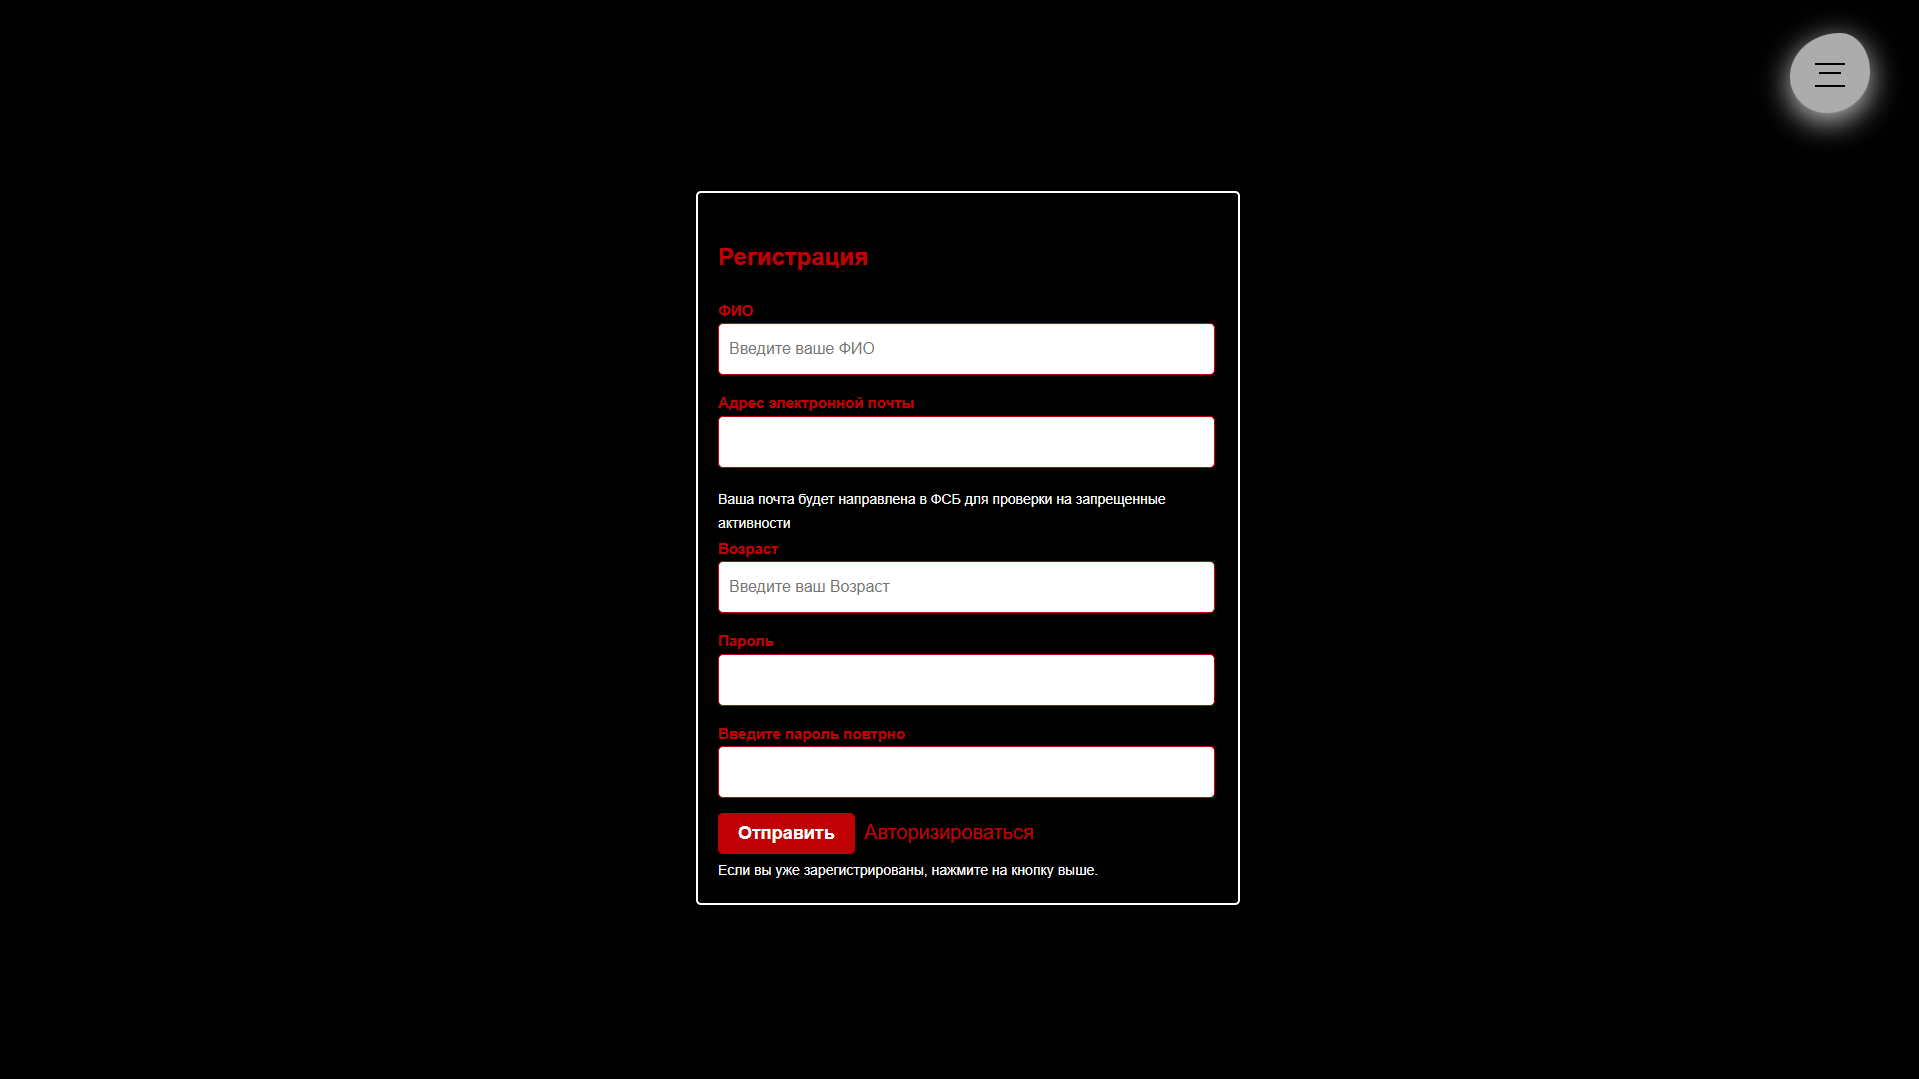 Регистрация
ФИО
Введите ваше ФИО
Адрес электронной почты
Ваша почта будет направлена в ФСБ для проверки на запрещенные
активности
Возраст
Введите ваш Возраст
Пароль
Введите пароль повтрно
Отправить Авторизироваться
Если вы уже зарегистрированы, нажмите на кнопку выше.